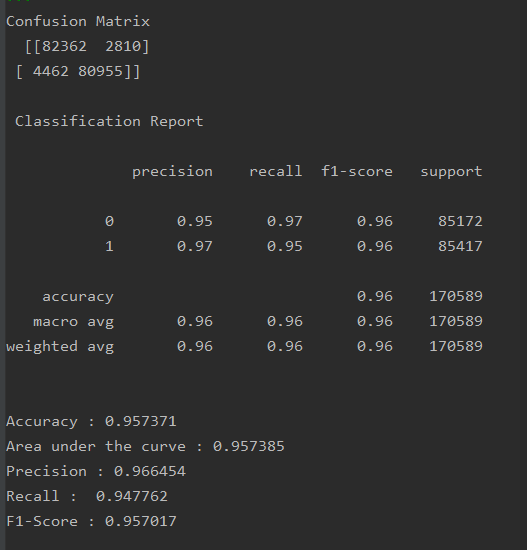 Confusion Matrix
[[82362  2810]
[ 4462 80955]]
Classification Report
precision    recall  f1-score   support
0       0.95      0.97      0.96     85172
1       0.97      0.95      0.96     85417
accuracy                           0.96    170589
macro avg       0.96      0.96      0.96    170589
weighted avg       0.96      0.96      0.96    170589
Accuracy : 0.957371
Area under the curve : 0.957385
Precision : 0.966454
Recall :  0.947762
F1-Score : 0.957017